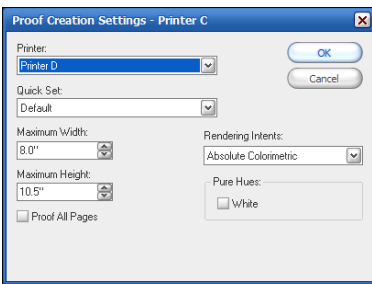 Proof Creation Settings - Printer C
Printer:
Printer D
OK
Cancel
Quick Set:
Default
Maximum Width:
8.0"
Rendering Intents:
Absolute Colorimetric
Maximum Height:
10.5"
Pure Hues:
White
Proof All Pages